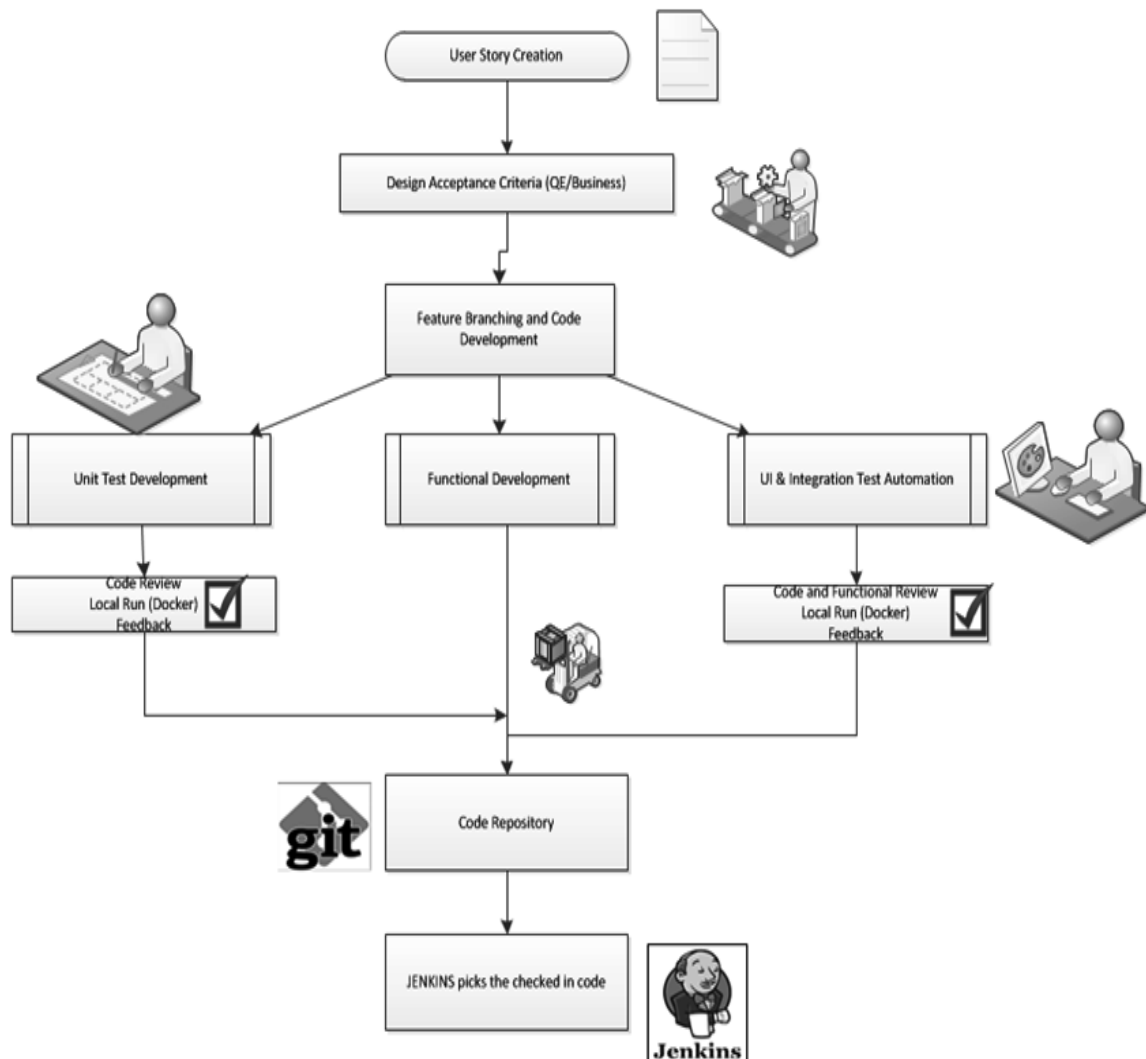 User Story Creation
Design Acceptance Criteria (QE/Business)
Feature Branching and Code
Development
Unit Test Development
Functional Development
UI & Integration Test Automation
Code Review
Local Run (Docker)
Feedback
Code and Functional Review
Local Run (Docker)
Feedback
git
Code Repository
JENKINS picks the checked in code
Jenkins